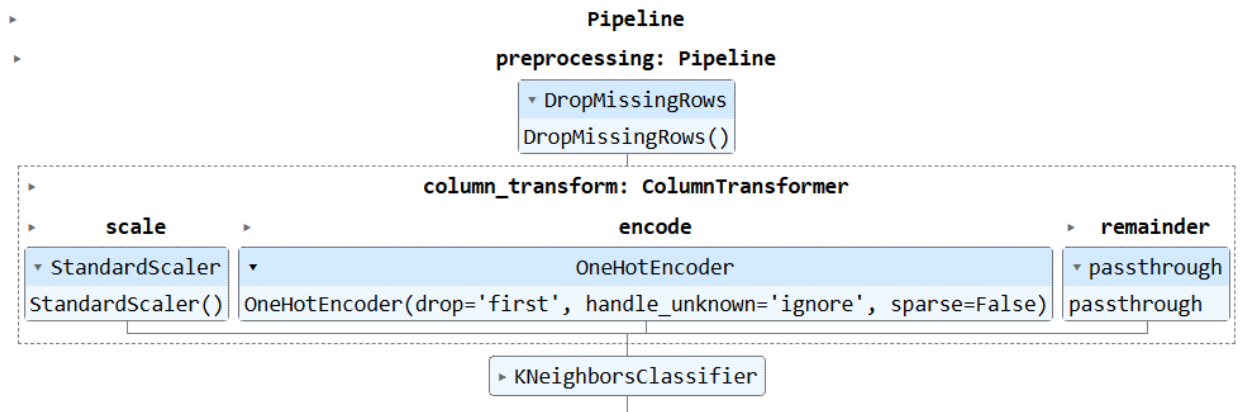 Pipeline
preprocessing: Pipeline
DropMissingRows
DropMissingRows()
column_transform: ColumnTransformer
scale encode remainder
StandardScaler OneHotEncoder passthrough
StandardScaler() OneHotEncoder(drop='first', handle_unknown='ignore', sparse=False) passthrough
KNeighborsClassifier